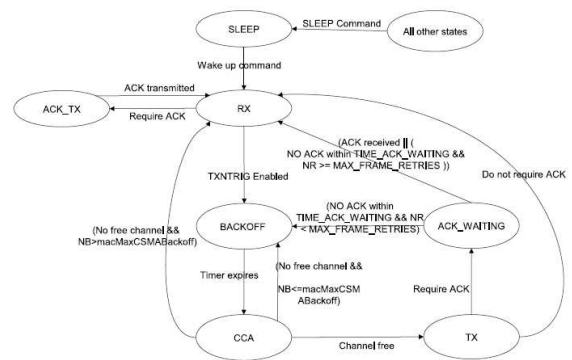 SLEEP Command
SLEEP
All other states
Wake up command
ACK transmitted
ACK_TX
RX
Require ACK
(ACK received || (
NO ACK within TIME_ACK_WAITING &&
NR >= MAX_FRAME_RETRIES ))
Do not require ACK
TXNTRIG Enabled
(NO ACK within
TIME_ACK_WAITING && NR
< MAX_FRAME_RETRIES)
BACKOFF
ACK_WAITING
(No free channel &&
NB>macMaxCSMABackoff)
Timer expires
(No free channel &&
NB<=macMaxCSM
ABackoff)
Require ACK
CCA
Channel free
TX